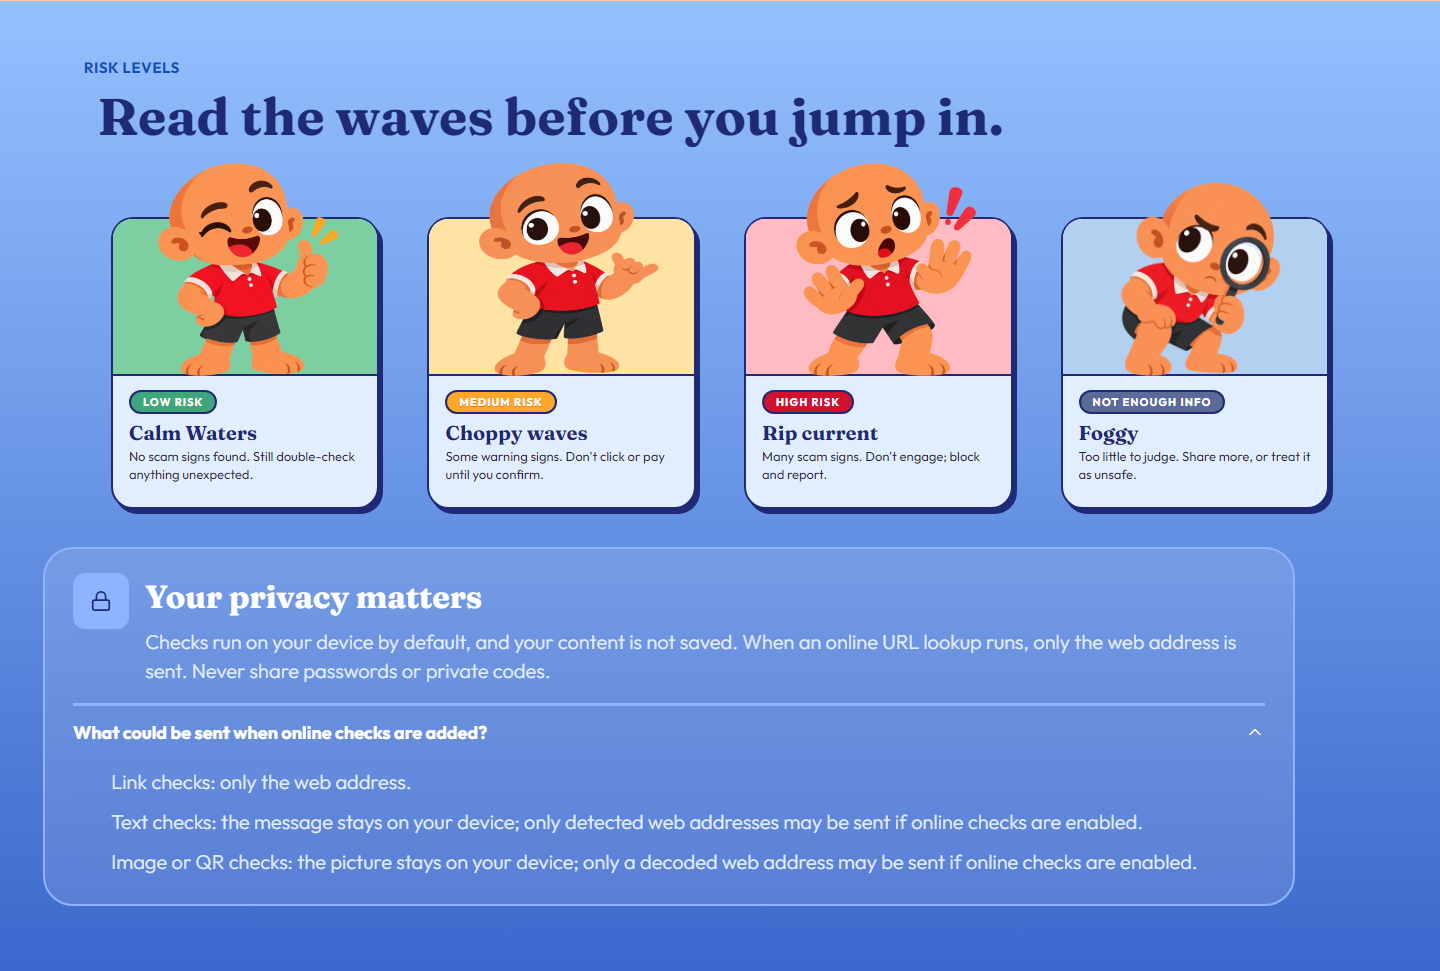 RISK LEVELS
Read the waves before you jump in.
LOW RISK
Calm Waters
No scam signs found. Still double-check
anything unexpected.
MEDIUM RISK
Choppy waves
Some warning signs. Don't click or pay
until you confirm.
HIGH RISK
Rip current
Many scam signs. Don't engage; block
and report.
NOT ENOUGH INFO
Foggy
Too little to judge. Share more, or treat it
as unsafe.
Your privacy matters
Checks run on your device by default, and your content is not saved. When an online URL lookup runs, only the web address is
sent. Never share passwords or private codes.
What could be sent when online checks are added?
Link checks: only the web address.
Text checks: the message stays on your device; only detected web addresses may be sent if online checks are enabled.
Image or QR checks: the picture stays on your device; only a decoded web address may be sent if online checks are enabled.